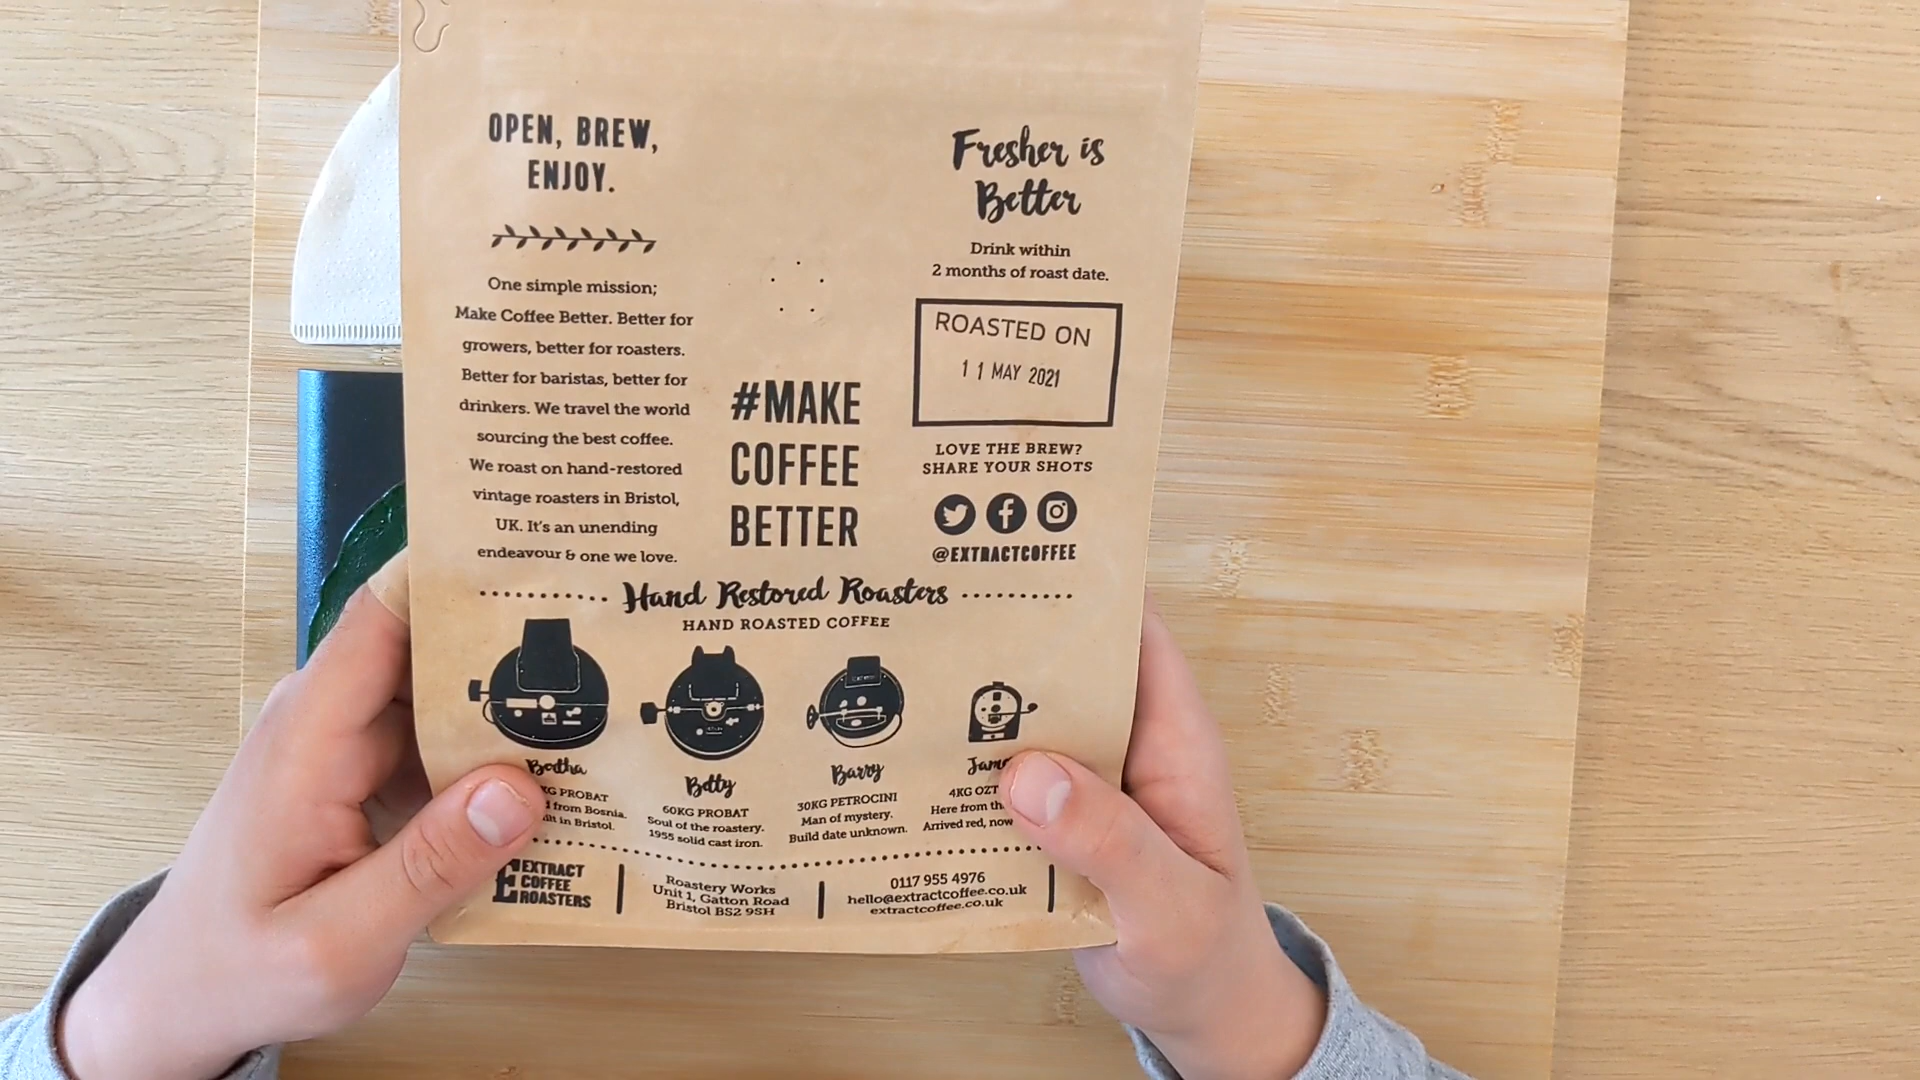 OPEN, BREW,
ENJOY.
One simple mission;
Make Coffee Better. Better for
growers, better for roasters.
Better for baristas, better for
drinkers. We travel the world
sourcing the best coffee.
We roast on hand-restored
vintage roasters in Bristol,
UK. It's an unending
endeavour & one we love.
#MAKE
COFFEE
BETTER
Fresher is
Better
Drink within
2 months of roast date.
ROASTED ON
11 MAY 2021
LOVE THE BREW?
SHARE YOUR SHOTS
@EXTRACTCOFFEE
Hand Restored Roasters
HAND ROASTED COFFEE
Bertha
KG PROBAT
from Bosnia.
in Bristol.
Betty
60KG PROBAT
Soul of the roastery.
1955 solid cast iron.
Barry
30KG PETROCINI
Man of mystery.
Build date unknown.
4KG
Here from
Arrived red, now
EXTRACT
COFFEE
ROASTERS
Roastery Works
Unit 1, Gatton Road
Bristol BS2 9SH
0117 955 4976
hello@extractcoffee.co.uk
extractcoffee.co.uk